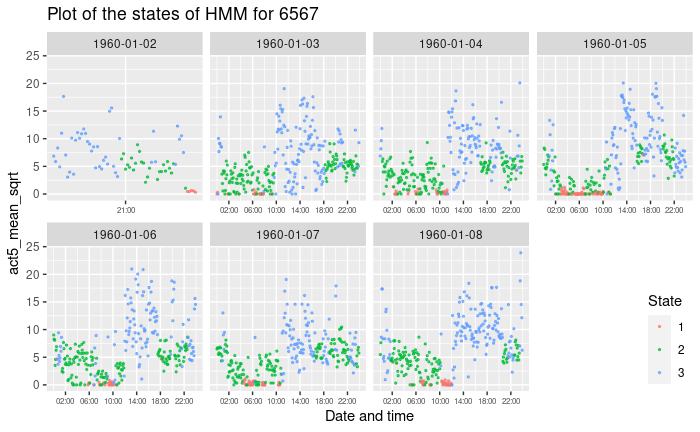 Plot of the states of HMM for 6567
1960-01-02 1960-01-03 1960-01-04 1960-01-05
25
20
15
10
5
0
21:00 02:00 06:00 10:00 14:00 18:00 22:00 02:00 06:00 10:00 14:00 18:00 22:00 02:00 06:00 10:00 14:00 18:00 22:00
act5_mean_sqrt
1960-01-06 1960-01-07 1960-01-08
25
20
15
10
5
0
02:00 06:00 10:00 14:00 18:00 22:00 02:00 06:00 10:00 14:00 18:00 22:00 02:00 06:00 10:00 14:00 18:00 22:00
Date and time
State
1
2
3